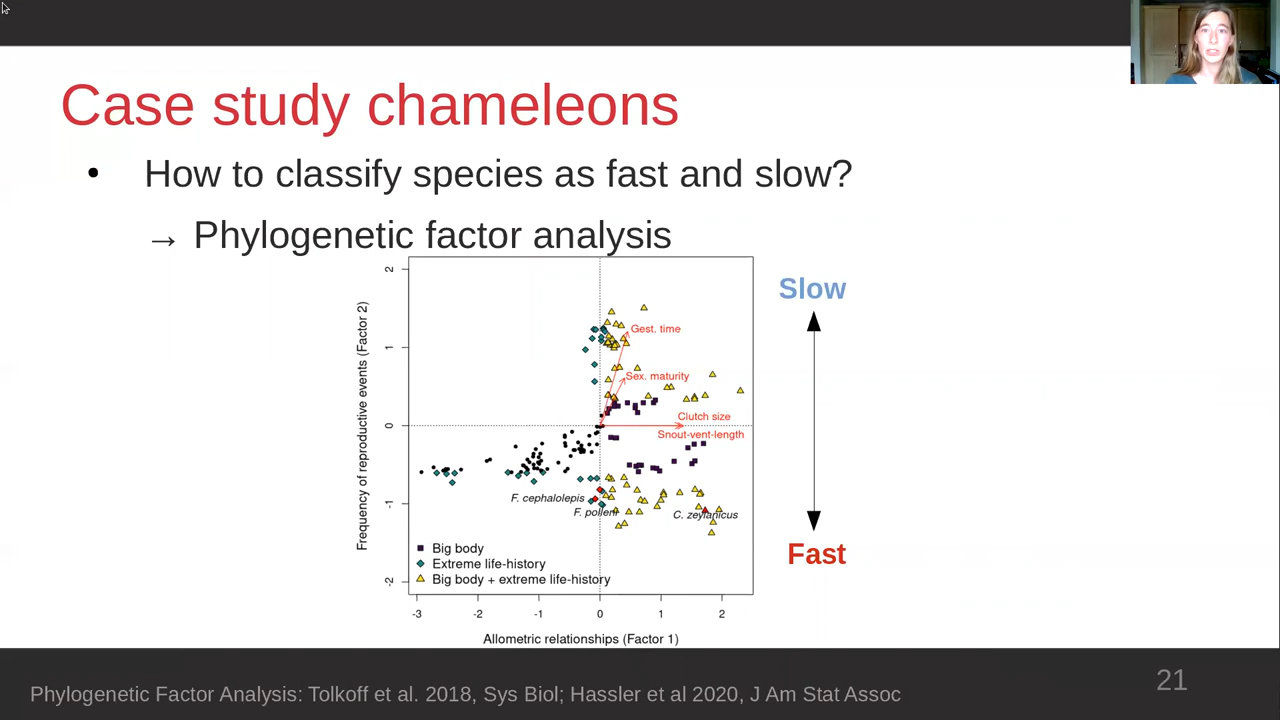 Case study chameleons
• How to classify species as fast and slow?
→ Phylogenetic factor analysis
Slow
Fast
Frequency of reproductive events (Factor 2)
2
1
0
-1
-2
Gest. time
Sex. maturity
Clutch size
Snout-vent-length
F. cephalolepis
F. polleni
C. zeylanicus
Big body
Extreme life-history
Big body + extreme life-history
-3 -2 -1 0 1 2
Allometric relationships (Factor 1)
Phylogenetic Factor Analysis: Tolkoff et al. 2018, Sys Biol; Hassler et al 2020, J Am Stat Assoc
21